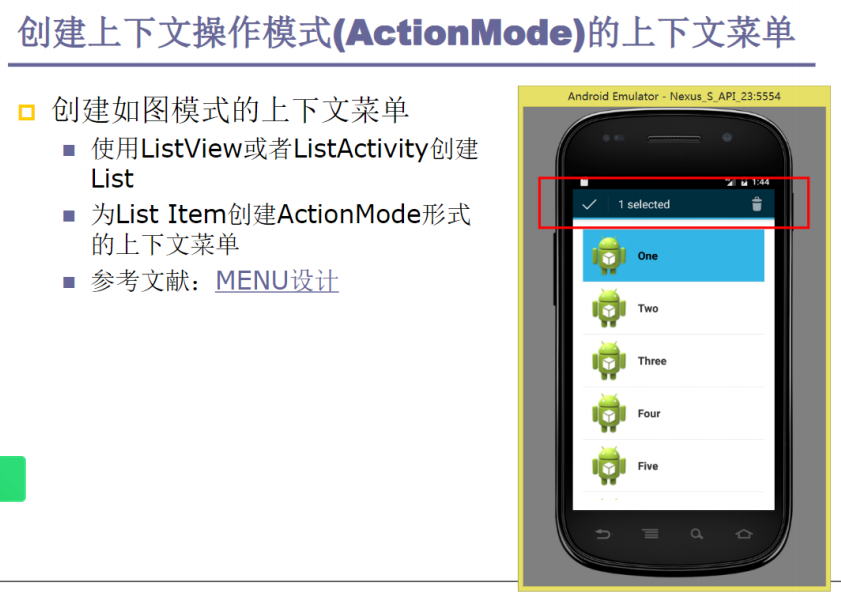 创建上下文操作模式(ActionMode)的上下文菜单
创建如图模式的上下文菜单
使用ListView或者ListActivity创建
List
为List Item创建ActionMode形式
的上下文菜单
参考文献：MENU设计
Android Emulator - Nexus_S_API_23:5554
1:44
1 selected
One
Two
Three
Four
Five